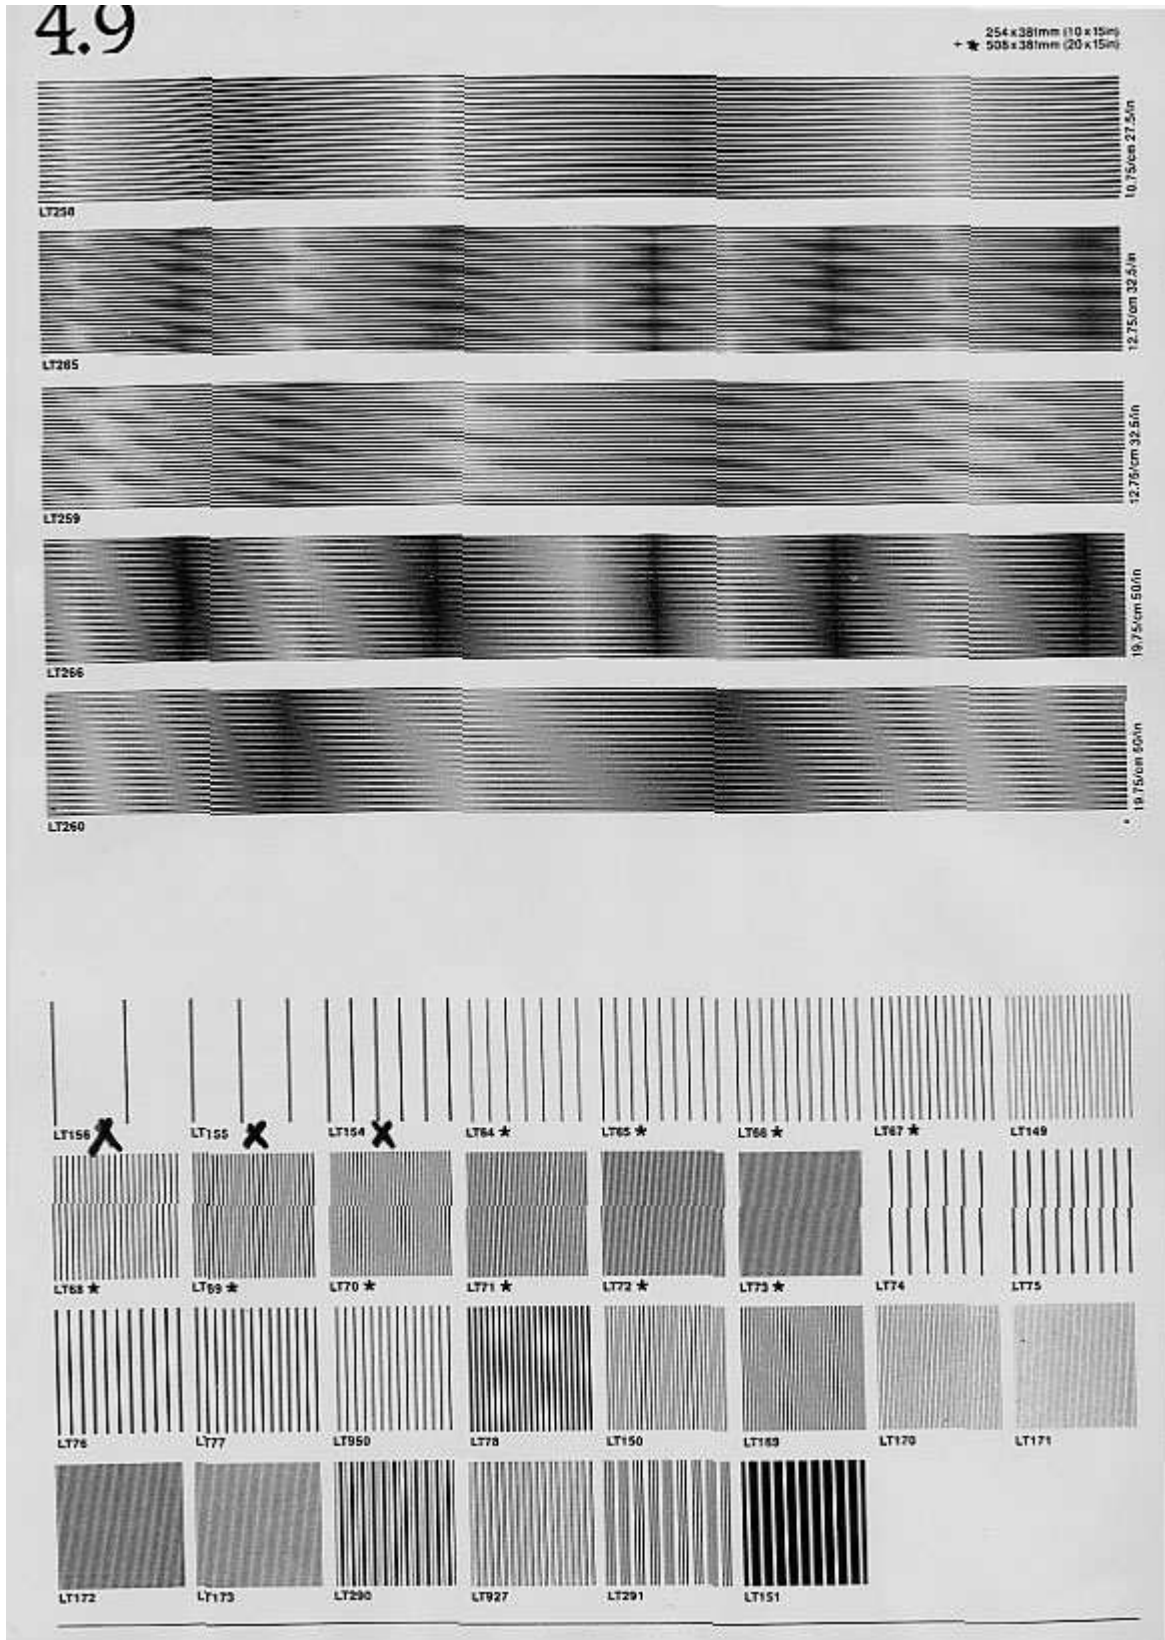 4.9
254x381mm (10x15in)
+ ★ 508x381mm (20x15in)
10.75/cm 27.5/in
LT258
12.75/cm 32.5/in
LT265
12.75/cm 32.5/in
LT259
19.75/cm 50/in
LT266
19.75/cm 50/in
LT260
LT156 LT155 LT154 LT64 ★ LT65 ★ LT66 ★ LT67 ★ LT149
LT68 ★ LT69 ★ LT70 ★ LT71 ★ LT72 ★ LT73 ★ LT74 LT75
LT76 LT77 LT950 LT78 LT150 LT169 LT170 LT171
LT172 LT173 LT290 LT927 LT291 LT151